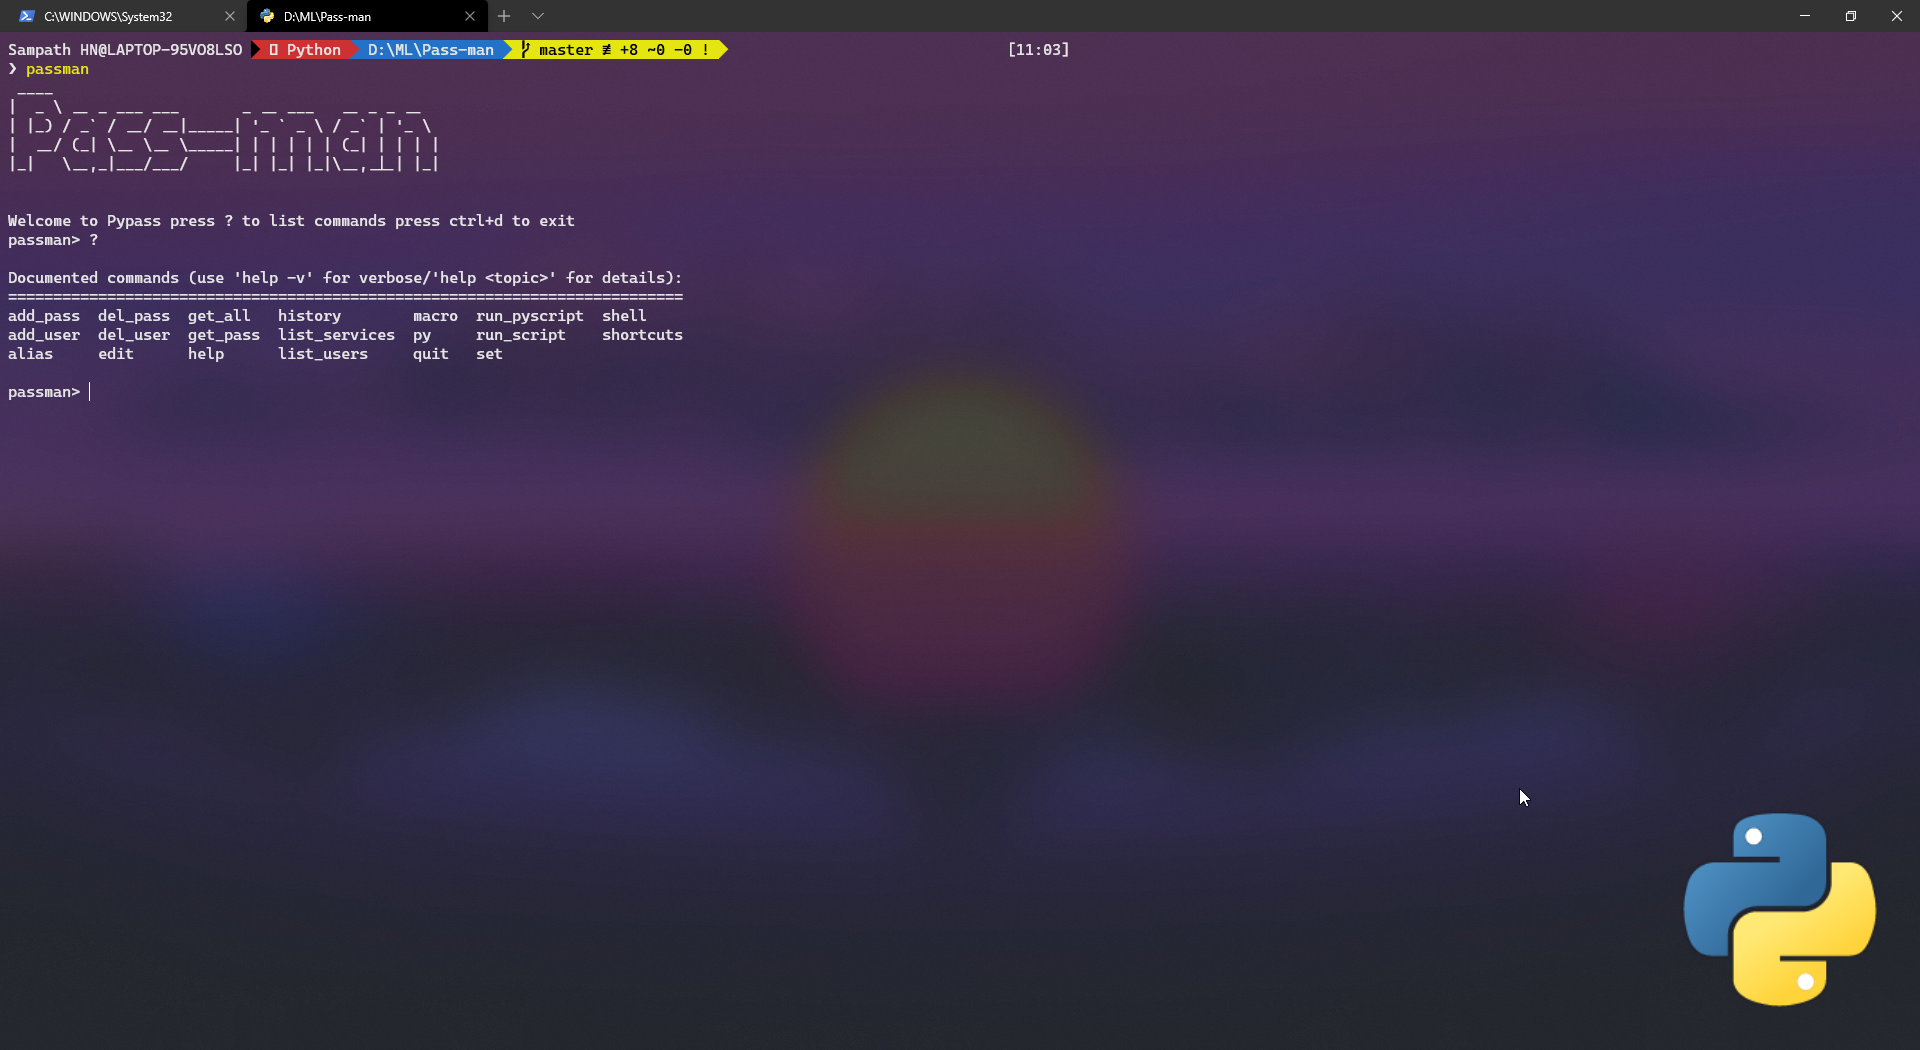 C:\WINDOWS\System32
D:\ML\Pass-man
Sampath HN@LAPTOP-95VO8LSO Python D:\ML\Pass-man master ≢ +8 ~0 -0 ! [11:03]
❯ passman
Pass-man
Welcome to Pypass press ? to list commands press ctrl+d to exit
passman> ?
Documented commands (use 'help -v' for verbose/'help <topic>' for details):
===========================================================================
add_pass del_pass get_all history macro run_pyscript shell
add_user del_user get_pass list_services py run_script shortcuts
alias edit help list_users quit set
passman>